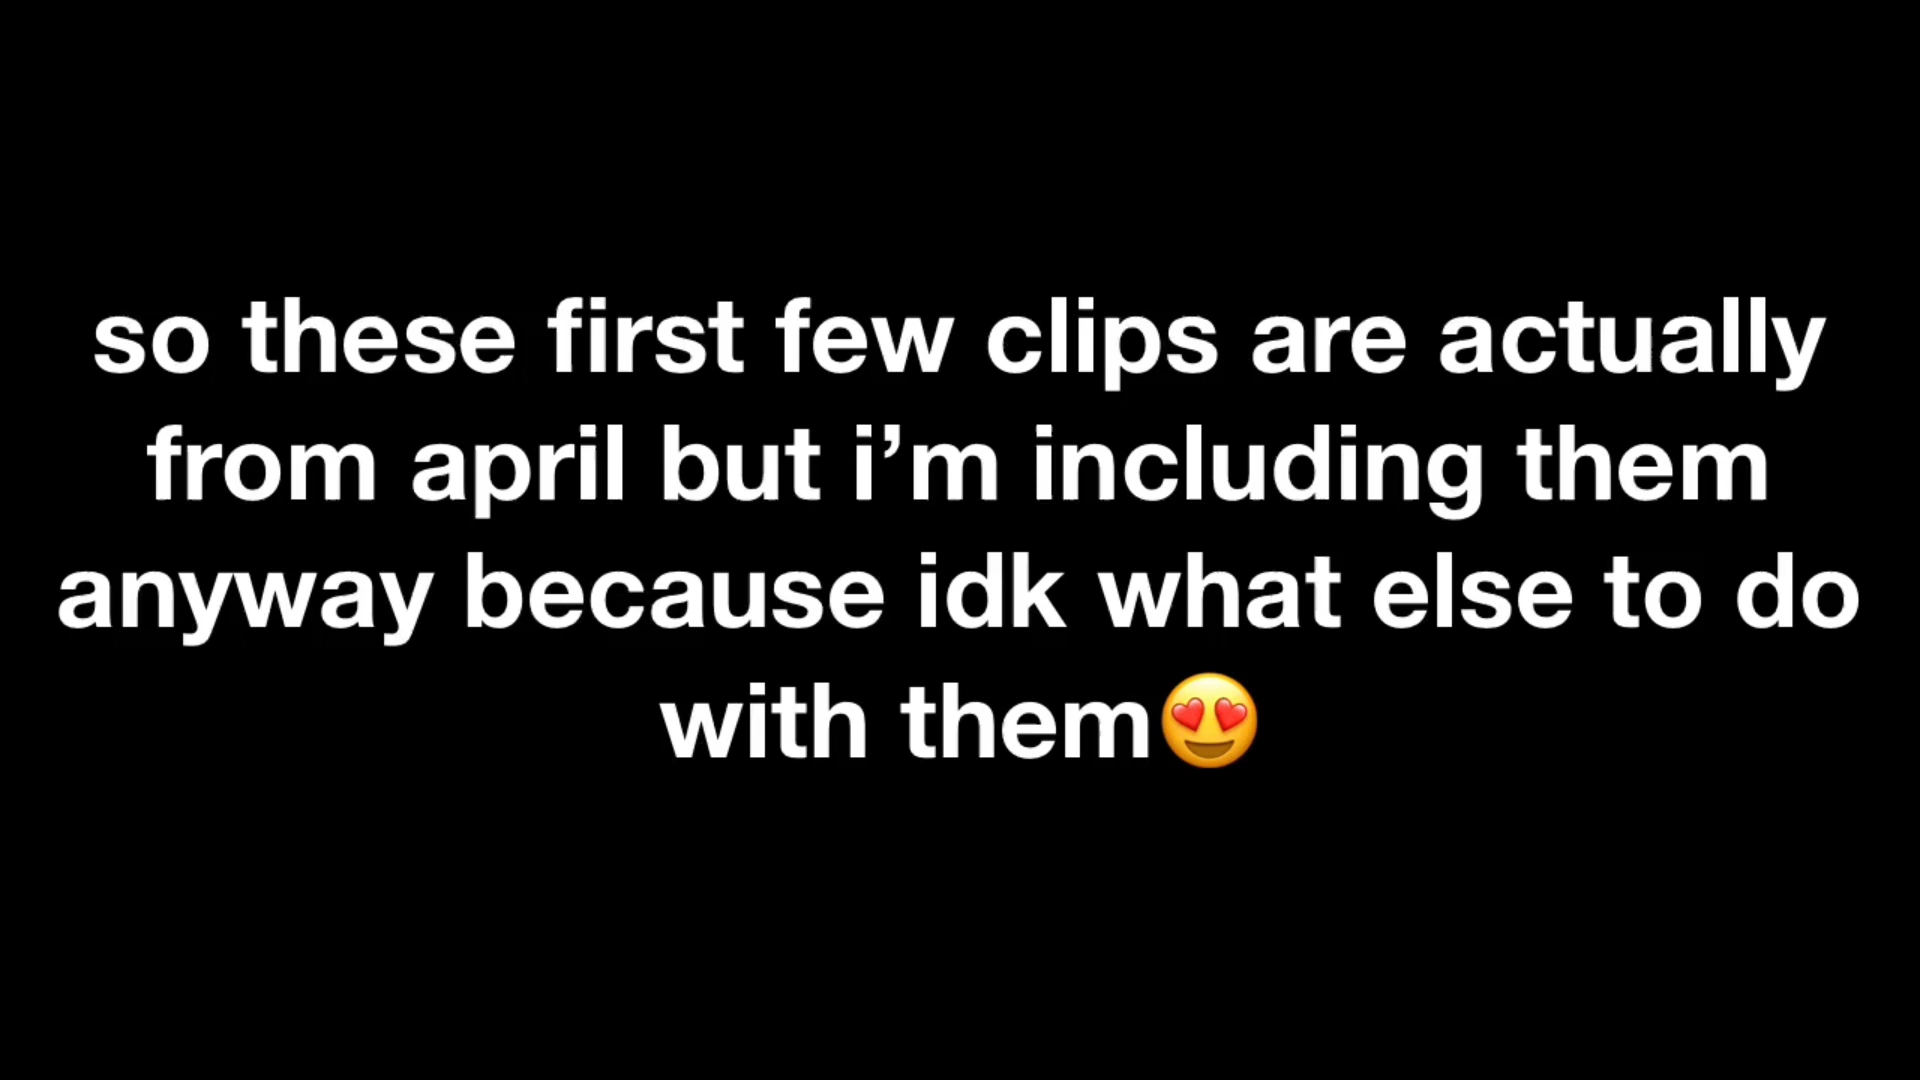 so these first few clips are actually
from april but i’m including them
anyway because idk what else to do
with them😍